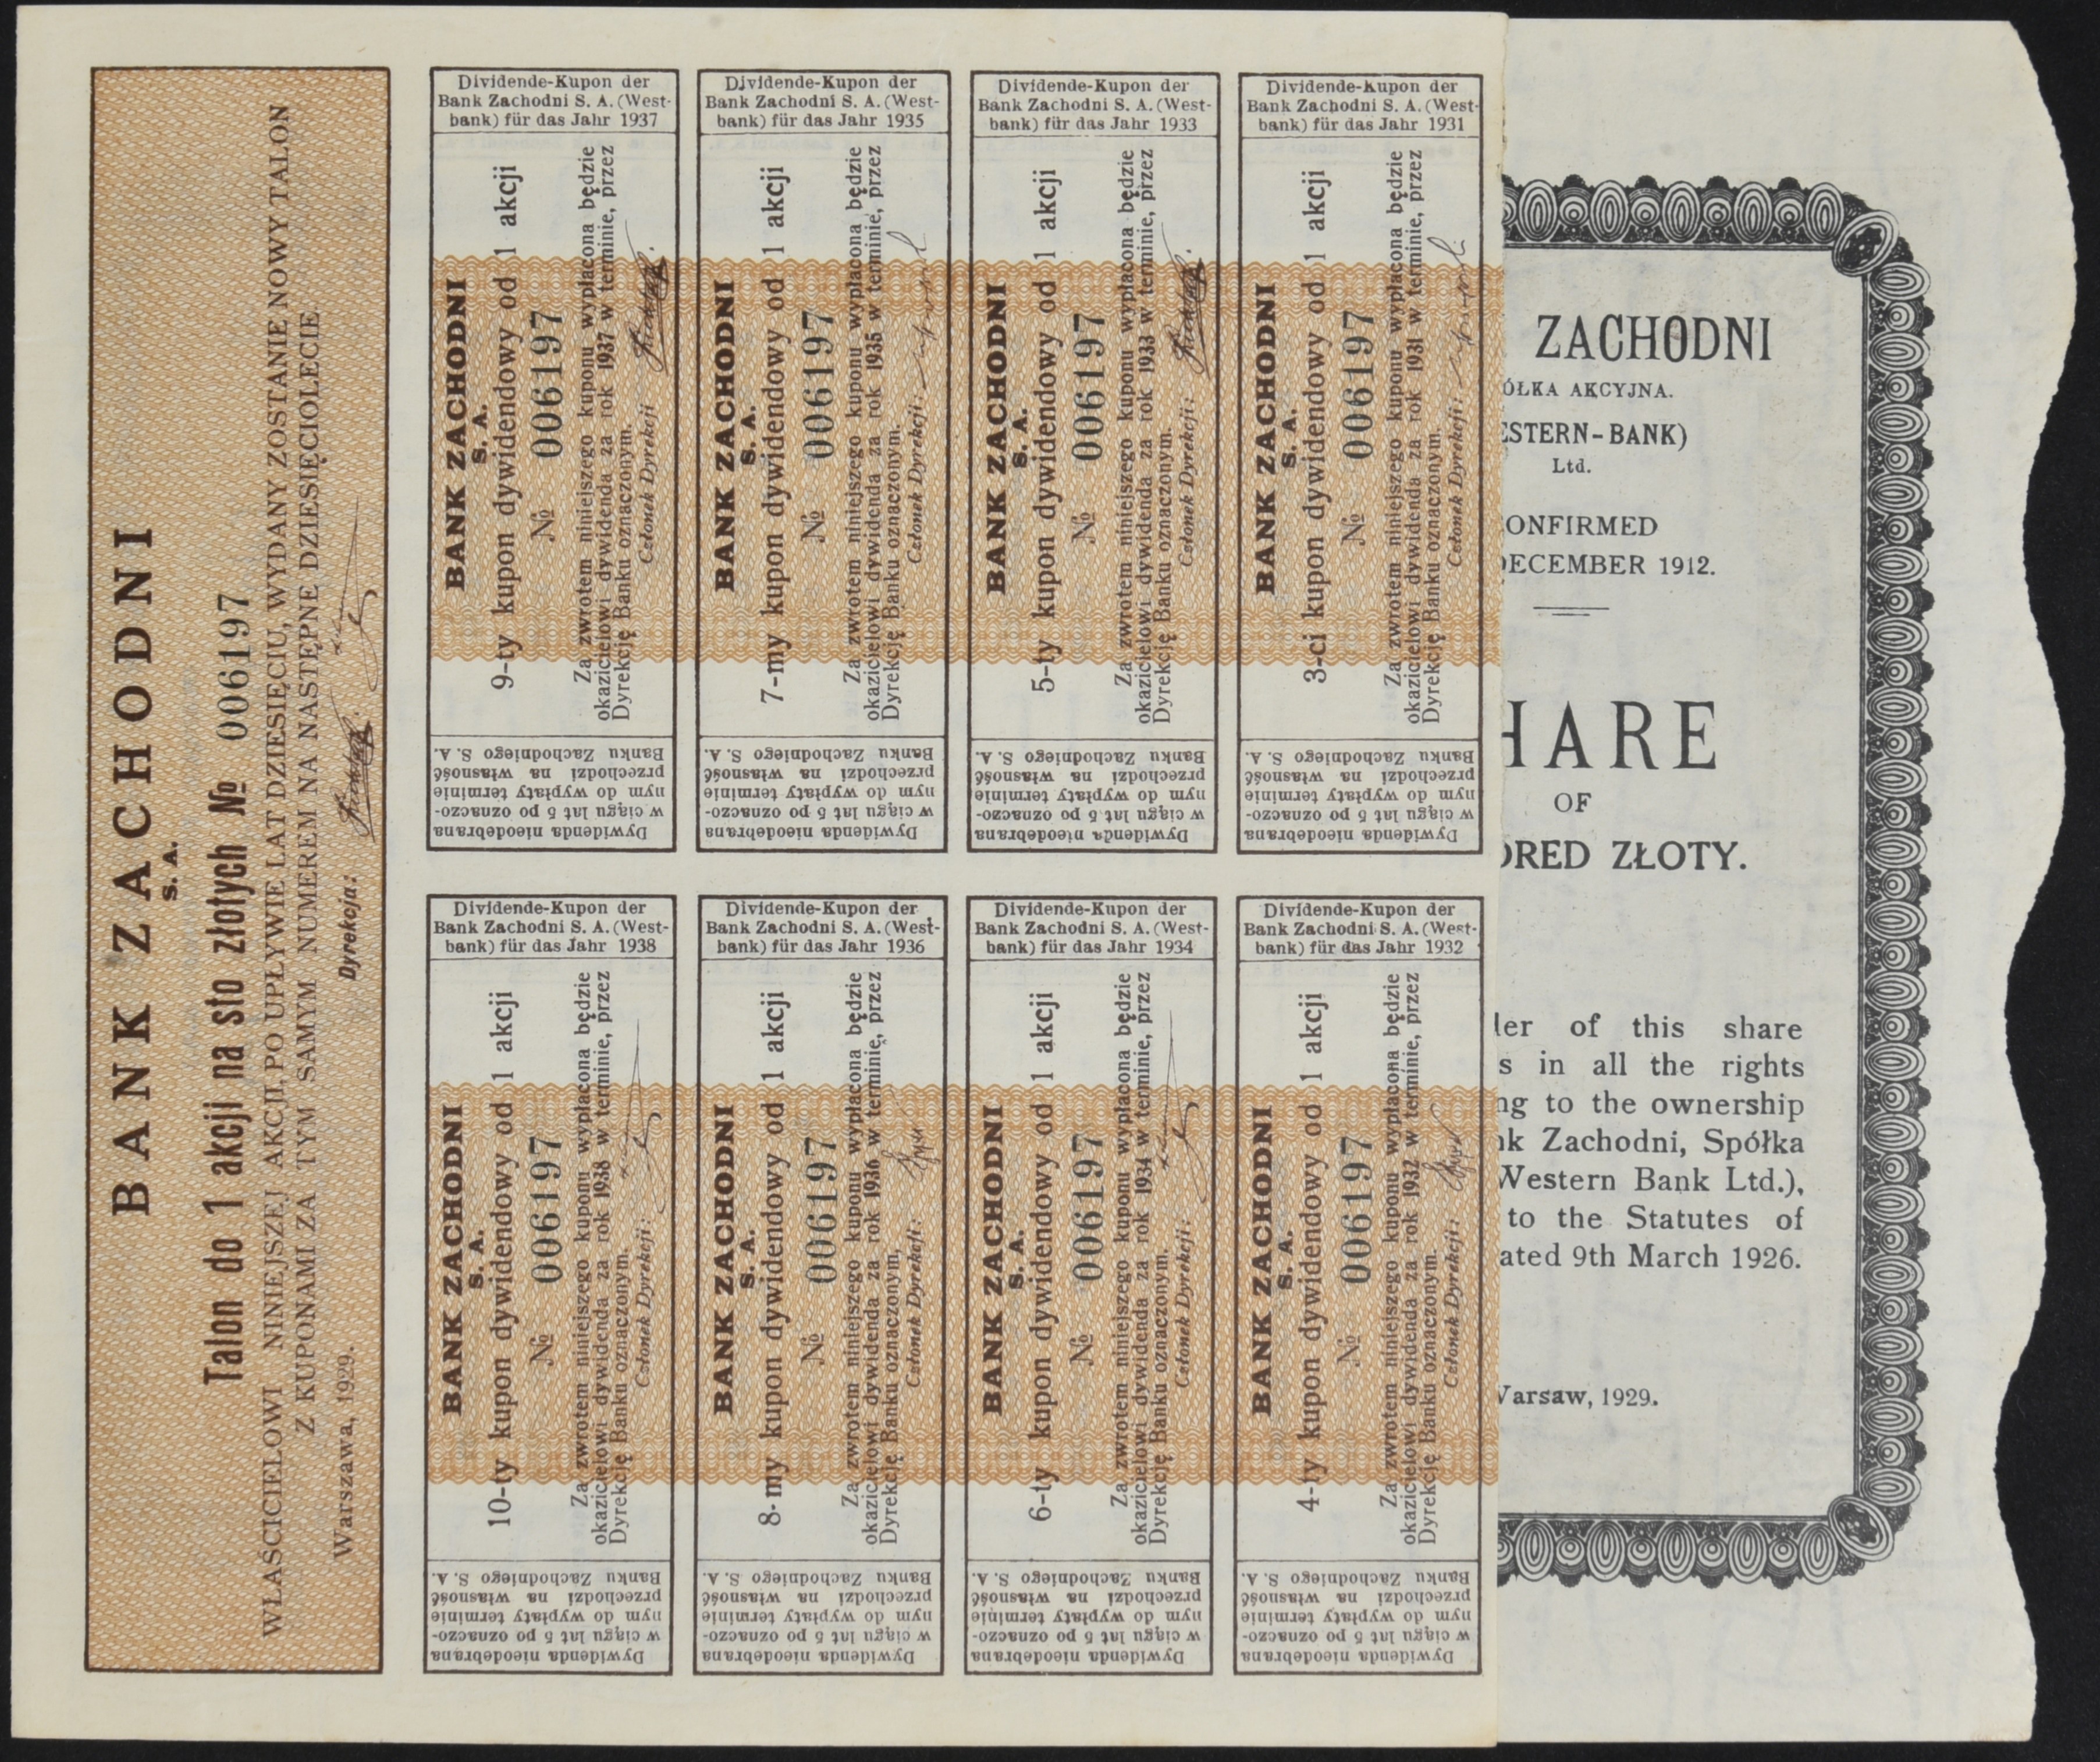 BANK ZACHODNI
S. A.
Talon do 1 akcji na sto złotych № 006197
WŁAŚCICIELOWI NINIEJSZEJ AKCJI, PO UPŁYWIE LAT DZIESIĘCIU, WYDANY ZOSTANIE NOWY TALON
Z KUPONAMI ZA TYM SAMYM NUMEREM NA NASTĘPNE DZIESIĘCIOLECIE.
Warszawa, 1929.
Dyrekcja:
Dividende-Kupon der
Bank Zachodni S. A. (West-
bank) für das Jahr 1937
BANK ZACHODNI
S. A.
9-ty kupon dywidendowy od 1 akcji
№ 006197
Za zwrotem niniejszego kuponu wypłacona będzie
okazicielowi dywidenda za rok 1937 w terminie, przez
Dyrekcję Banku oznaczonym.
Członek Dyrekcji
Dywidenda nieodebrana
w ciągu lat 5 po oznaczo-
nym do wypłaty terminie
przechodzi na własność
Banku Zachodniego S. A.
Dividende-Kupon der
Bank Zachodni S. A. (West-
bank) für das Jahr 1935
BANK ZACHODNI
S. A.
7-my kupon dywidendowy od 1 akcji
№ 006197
Za zwrotem niniejszego kuponu wypłacona będzie
okazicielowi dywidenda za rok 1935 w terminie, przez
Dyrekcję Banku oznaczonym.
Członek Dyrekcji:
Dywidenda nieodebrana
w ciągu lat 5 po oznaczo-
nym do wypłaty terminie
przechodzi na własność
Banku Zachodniego S. A.
Dividende-Kupon der
Bank Zachodni S. A. (West-
bank) für das Jahr 1933
BANK ZACHODNI
S. A.
5-ty kupon dywidendowy od 1 akcji
№ 006197
Za zwrotem niniejszego kuponu wypłacona będzie
okazicielowi dywidenda za rok 1933 w terminie, przez
Dyrekcję Banku oznaczonym.
Członek Dyrekcji:
Dywidenda nieodebrana
w ciągu lat 5 po oznaczo-
nym do wypłaty terminie
przechodzi na własność
Banku Zachodniego S. A.
Dividende-Kupon der
Bank Zachodni S. A. (West-
bank) für das Jahr 1931
BANK ZACHODNI
S. A.
3-ci kupon dywidendowy od 1 akcji
№ 006197
Za zwrotem niniejszego kuponu wypłacona będzie
okazicielowi dywidenda za rok 1931 w terminie, przez
Dyrekcję Banku oznaczonym.
Członek Dyrekcji:
Dywidenda nieodebrana
w ciągu lat 5 po oznaczo-
nym do wypłaty terminie
przechodzi na własność
Banku Zachodniego S. A.
Dividende-Kupon der
Bank Zachodni S. A. (West-
bank) für das Jahr 1938
BANK ZACHODNI
S. A.
10-ty kupon dywidendowy od 1 akcji
№ 006197
Za zwrotem niniejszego kuponu wypłacona będzie
okazicielowi dywidenda za rok 1938 w terminie, przez
Dyrekcję Banku oznaczonym.
Członek Dyrekcji:
Dywidenda nieodebrana
w ciągu lat 5 po oznaczo-
nym do wypłaty terminie
przechodzi na własność
Banku Zachodniego S. A.
Dividende-Kupon der
Bank Zachodni S. A. (West-
bank) für das Jahr 1936
BANK ZACHODNI
S. A.
8-my kupon dywidendowy od 1 akcji
№ 006197
Za zwrotem niniejszego kuponu wypłacona będzie
okazicielowi dywidenda za rok 1936 w terminie, przez
Dyrekcję Banku oznaczonym.
Członek Dyrekcji:
Dywidenda nieodebrana
w ciągu lat 5 po oznaczo-
nym do wypłaty terminie
przechodzi na własność
Banku Zachodniego S. A.
Dividende-Kupon der
Bank Zachodni S. A. (West-
bank) für das Jahr 1934
BANK ZACHODNI
S. A.
6-ty kupon dywidendowy od 1 akcji
№ 006197
Za zwrotem niniejszego kuponu wypłacona będzie
okazicielowi dywidenda za rok 1934 w terminie, przez
Dyrekcję Banku oznaczonym.
Członek Dyrekcji:
Dywidenda nieodebrana
w ciągu lat 5 po oznaczo-
nym do wypłaty terminie
przechodzi na własność
Banku Zachodniego S. A.
Dividende-Kupon der
Bank Zachodni S. A. (West-
bank) für das Jahr 1932
BANK ZACHODNI
S. A.
4-ty kupon dywidendowy od 1 akcji
№ 006197
Za zwrotem niniejszego kuponu wypłacona będzie
okazicielowi dywidenda za rok 1932 w terminie, przez
Dyrekcję Banku oznaczonym.
Członek Dyrekcji:
Dywidenda nieodebrana
w ciągu lat 5 po oznaczo-
nym do wypłaty terminie
przechodzi na własność
Banku Zachodniego S. A.
ZACHODNI
ÓŁKA AKCYJNA.
ESTERN-BANK)
Ltd.
ONFIRMED
DECEMBER 1912.
HARE
OF
DRED ZŁOTY.
der of this share
s in all the rights
ng to the ownership
nk Zachodni, Spółka
Western Bank Ltd.),
to the Statutes of
ated 9th March 1926.
Warsaw, 1929.